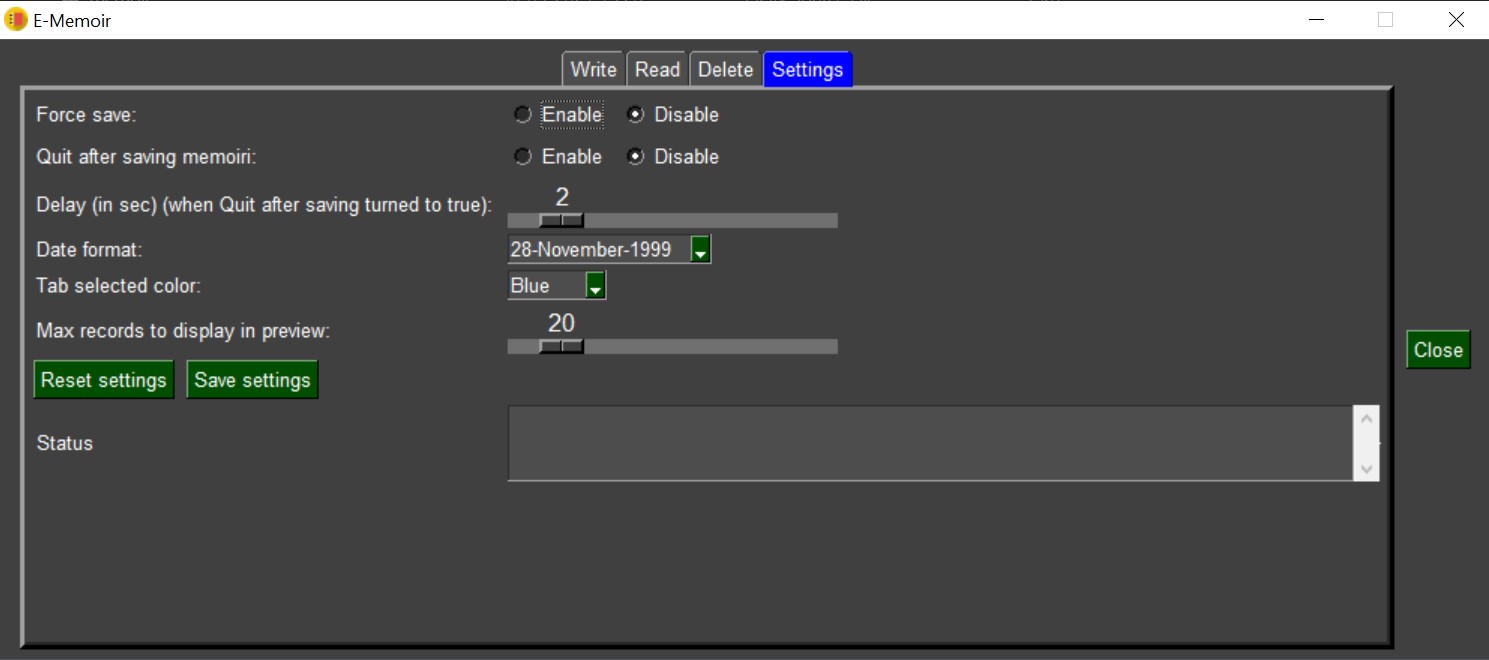 E-Memoir
Write Read Delete Settings
Force save: Enable Disable
Quit after saving memoiri: Enable Disable
2
Delay (in sec) (when Quit after saving turned to true):
Date format: 28-November-1999
Tab selected color: Blue
20
Max records to display in preview:
Close
Reset settings Save settings
Status